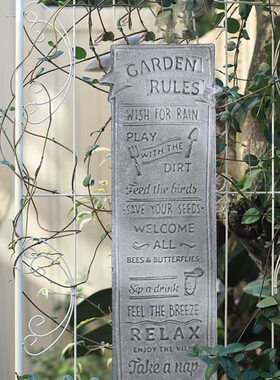 GARDEN
RULES
WISH FOR RAIN
PLAY
WITH THE
DIRT
Feed the birds
SAVE YOUR SEEDS
WELCOME
ALL
BEES & BUTTERFLIES
Sip a drink
FEEL THE BREEZE
RELAX
ENJOY THE
Take a nap